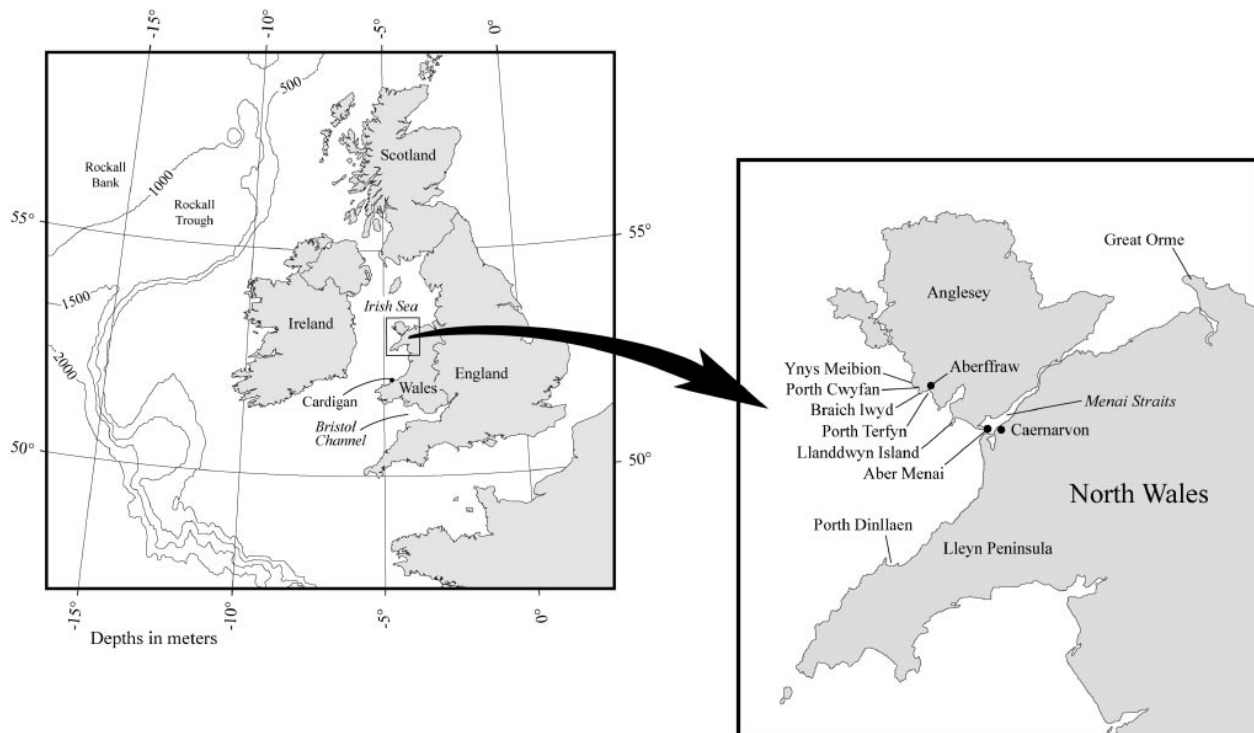 -15°
-10°
-5°
0°
500
Scotland
Rockall
Bank
1000
Rockall
Trough
55°
55°
1500
Irish Sea
Ireland
2000
England
Wales
Cardigan
Bristol
Channel
50°
50°
-15°
-10°
-5°
0°
Depths in meters
Great Orme
Anglesey
Ynys Meibion
Aberffraw
Porth Cwyfan
Braich lwyd
Menai Straits
Porth Terfyn
Caernarvon
Llanddwyn Island
Aber Menai
North Wales
Porth Dinllaen
Lleyn Peninsula